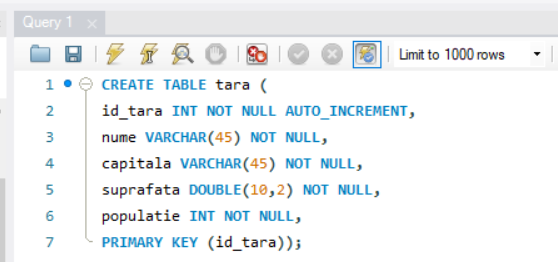 Query 1
Limit to 1000 rows
1 CREATE TABLE tara (
2 id_tara INT NOT NULL AUTO_INCREMENT,
3 nume VARCHAR(45) NOT NULL,
4 capitala VARCHAR(45) NOT NULL,
5 suprafata DOUBLE(10,2) NOT NULL,
6 populatie INT NOT NULL,
7 PRIMARY KEY (id_tara));